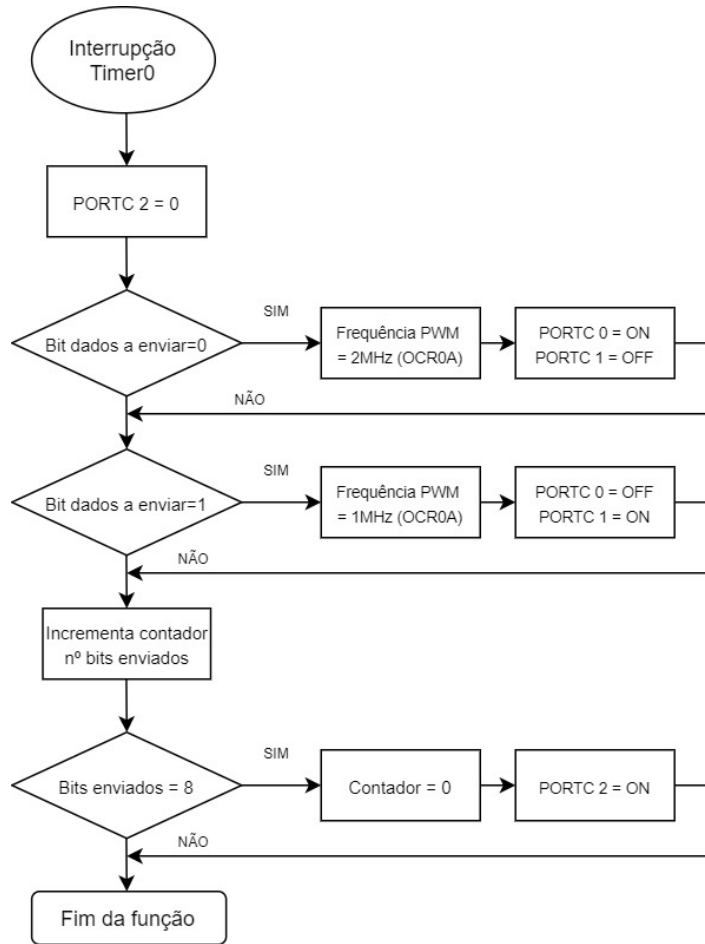 Interrupção
Timer0
PORTC 2 = 0
SIM
Bit dados a enviar=0
Frequência PWM
= 2MHz (OCR0A)
PORTC 0 = ON
PORTC 1 = OFF
NÃO
SIM
Bit dados a enviar=1
Frequência PWM
= 1MHz (OCR0A)
PORTC 0 = OFF
PORTC 1 = ON
NÃO
Incrementa contador
nº bits enviados
SIM
Bits enviados = 8
Contador = 0
PORTC 2 = ON
NÃO
Fim da função